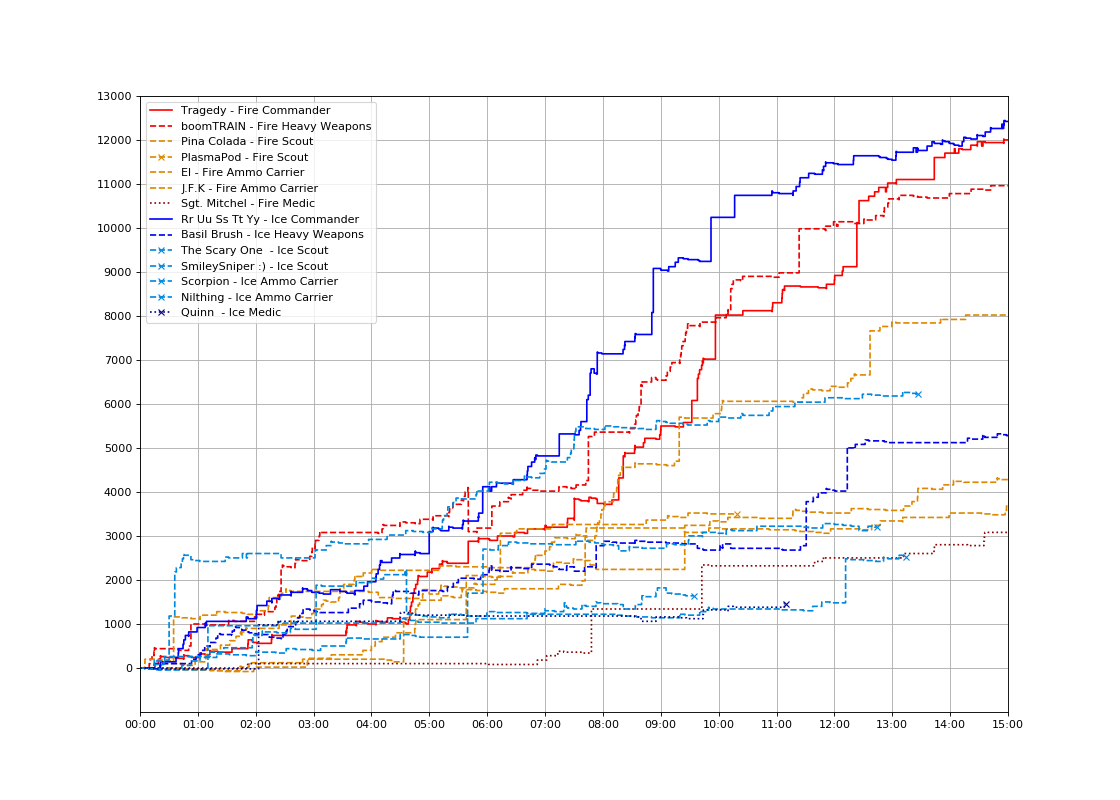 13000
12000
11000
10000
9000
8000
7000
6000
5000
4000
3000
2000
1000
0
Tragedy - Fire Commander
boomTRAIN - Fire Heavy Weapons
Pina Colada - Fire Scout
PlasmaPod - Fire Scout
El - Fire Ammo Carrier
J.F.K - Fire Ammo Carrier
Sgt. Mitchel - Fire Medic
Rr Uu Ss Tt Yy - Ice Commander
Basil Brush - Ice Heavy Weapons
The Scary One  - Ice Scout
SmileySniper :) - Ice Scout
Scorpion - Ice Ammo Carrier
Nilthing - Ice Ammo Carrier
Quinn  - Ice Medic
00:00 01:00 02:00 03:00 04:00 05:00 06:00 07:00 08:00 09:00 10:00 11:00 12:00 13:00 14:00 15:00